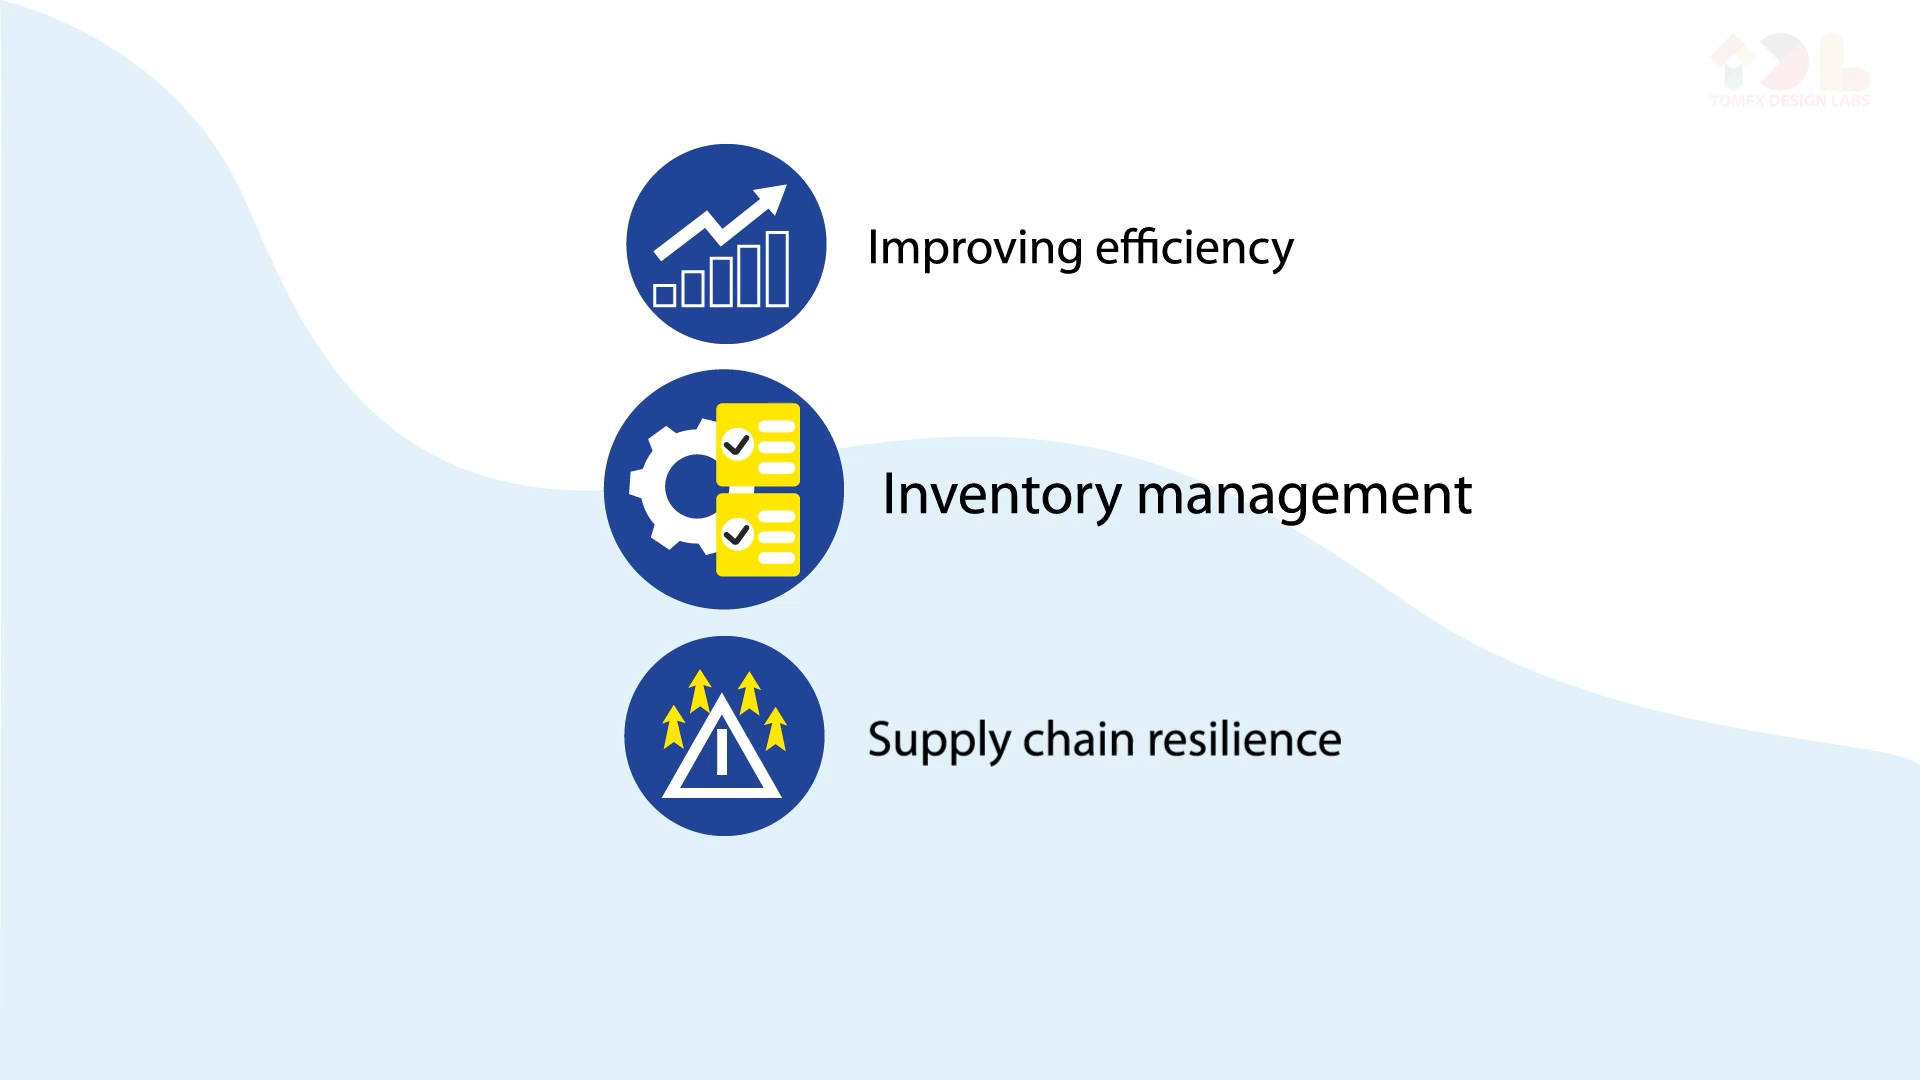 TOMFX DESIGN LABS
Improving efficiency
Inventory management
Supply chain resilience